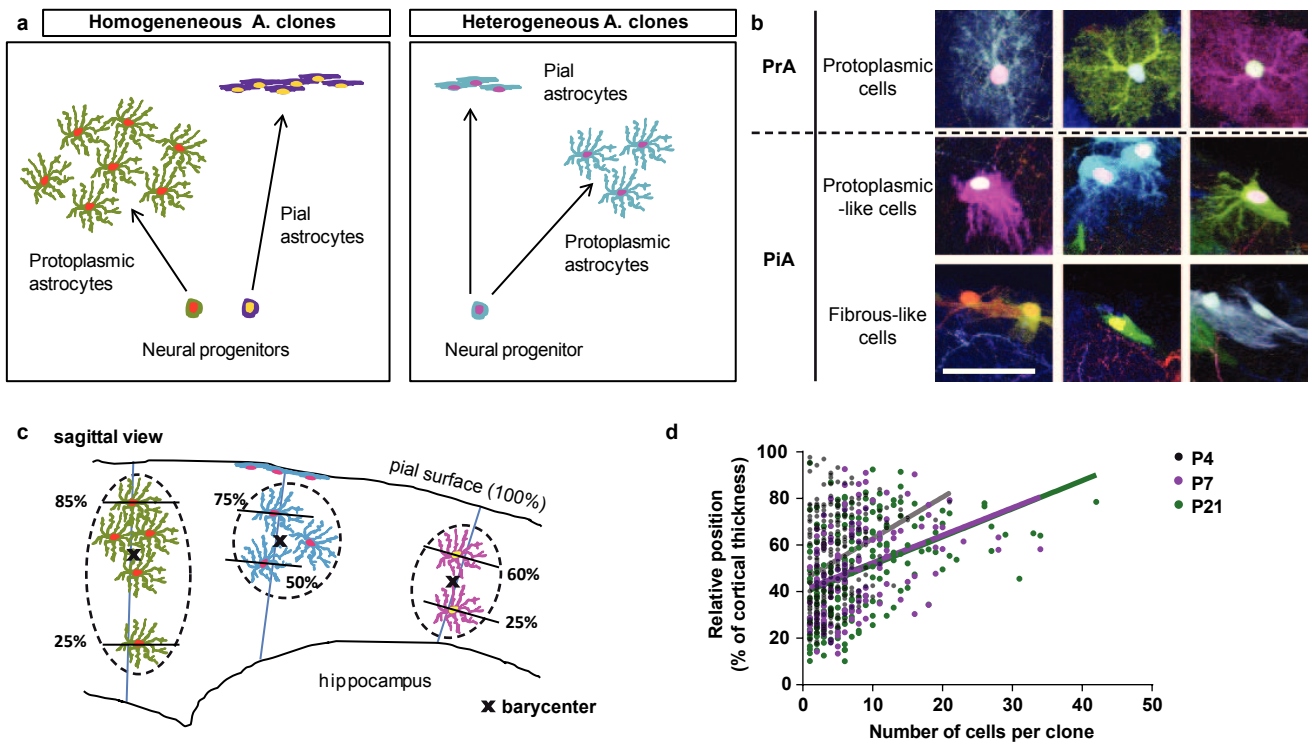 a
Homogeneneous A. clones
Heterogeneous A. clones
Protoplasmic
astrocytes
Pial
astrocytes
Neural progenitors
Pial
astrocytes
Protoplasmic
astrocytes
Neural progenitor
b
PrA
Protoplasmic
cells
PiA
Protoplasmic
-like cells
Fibrous-like
cells
c
sagittal view
pial surface (100%)
85%
25%
75%
50%
60%
25%
hippocampus
x barycenter
d
Relative position
(% of cortical thickness)
100
80
60
40
20
0
0 10 20 30 40 50
Number of cells per clone
P4
P7
P21